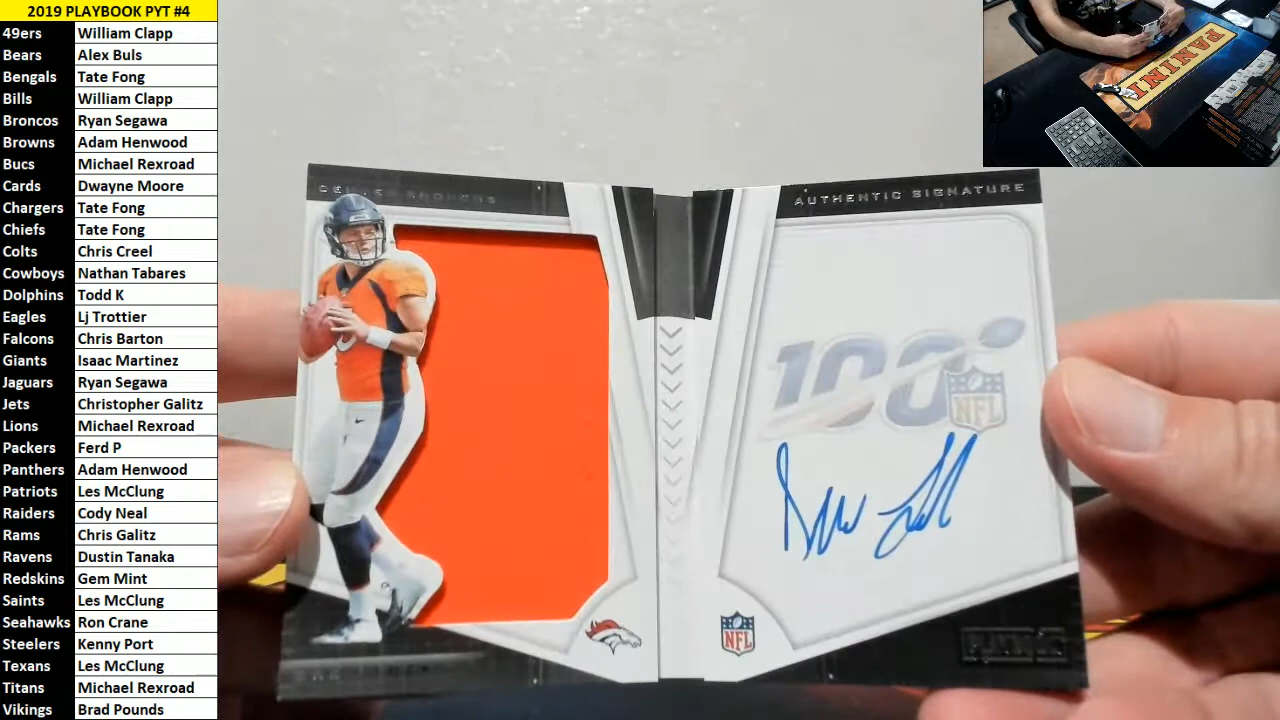 2019 PLAYBOOK PYT #4
49ers William Clapp
Bears Alex Buls
Bengals Tate Fong
Bills William Clapp
Broncos Ryan Segawa
Browns Adam Henwood
Bucs Michael Rexroad
Cards Dwayne Moore
Chargers Tate Fong
Chiefs Tate Fong
Colts Chris Creel
Cowboys Nathan Tabares
Dolphins Todd K
Eagles Lj Trottier
Falcons Chris Barton
Giants Isaac Martinez
Jaguars Ryan Segawa
Jets Christopher Galitz
Lions Michael Rexroad
Packers Ferd P
Panthers Adam Henwood
Patriots Les McClung
Raiders Cody Neal
Rams Chris Galitz
Ravens Dustin Tanaka
Redskins Gem Mint
Saints Les McClung
Seahawks Ron Crane
Steelers Kenny Port
Texans Les McClung
Titans Michael Rexroad
Vikings Brad Pounds
BRONCOS
AUTHENTIC SIGNATURE
100
NFL
NFL
PLAYBOOK
PANINI